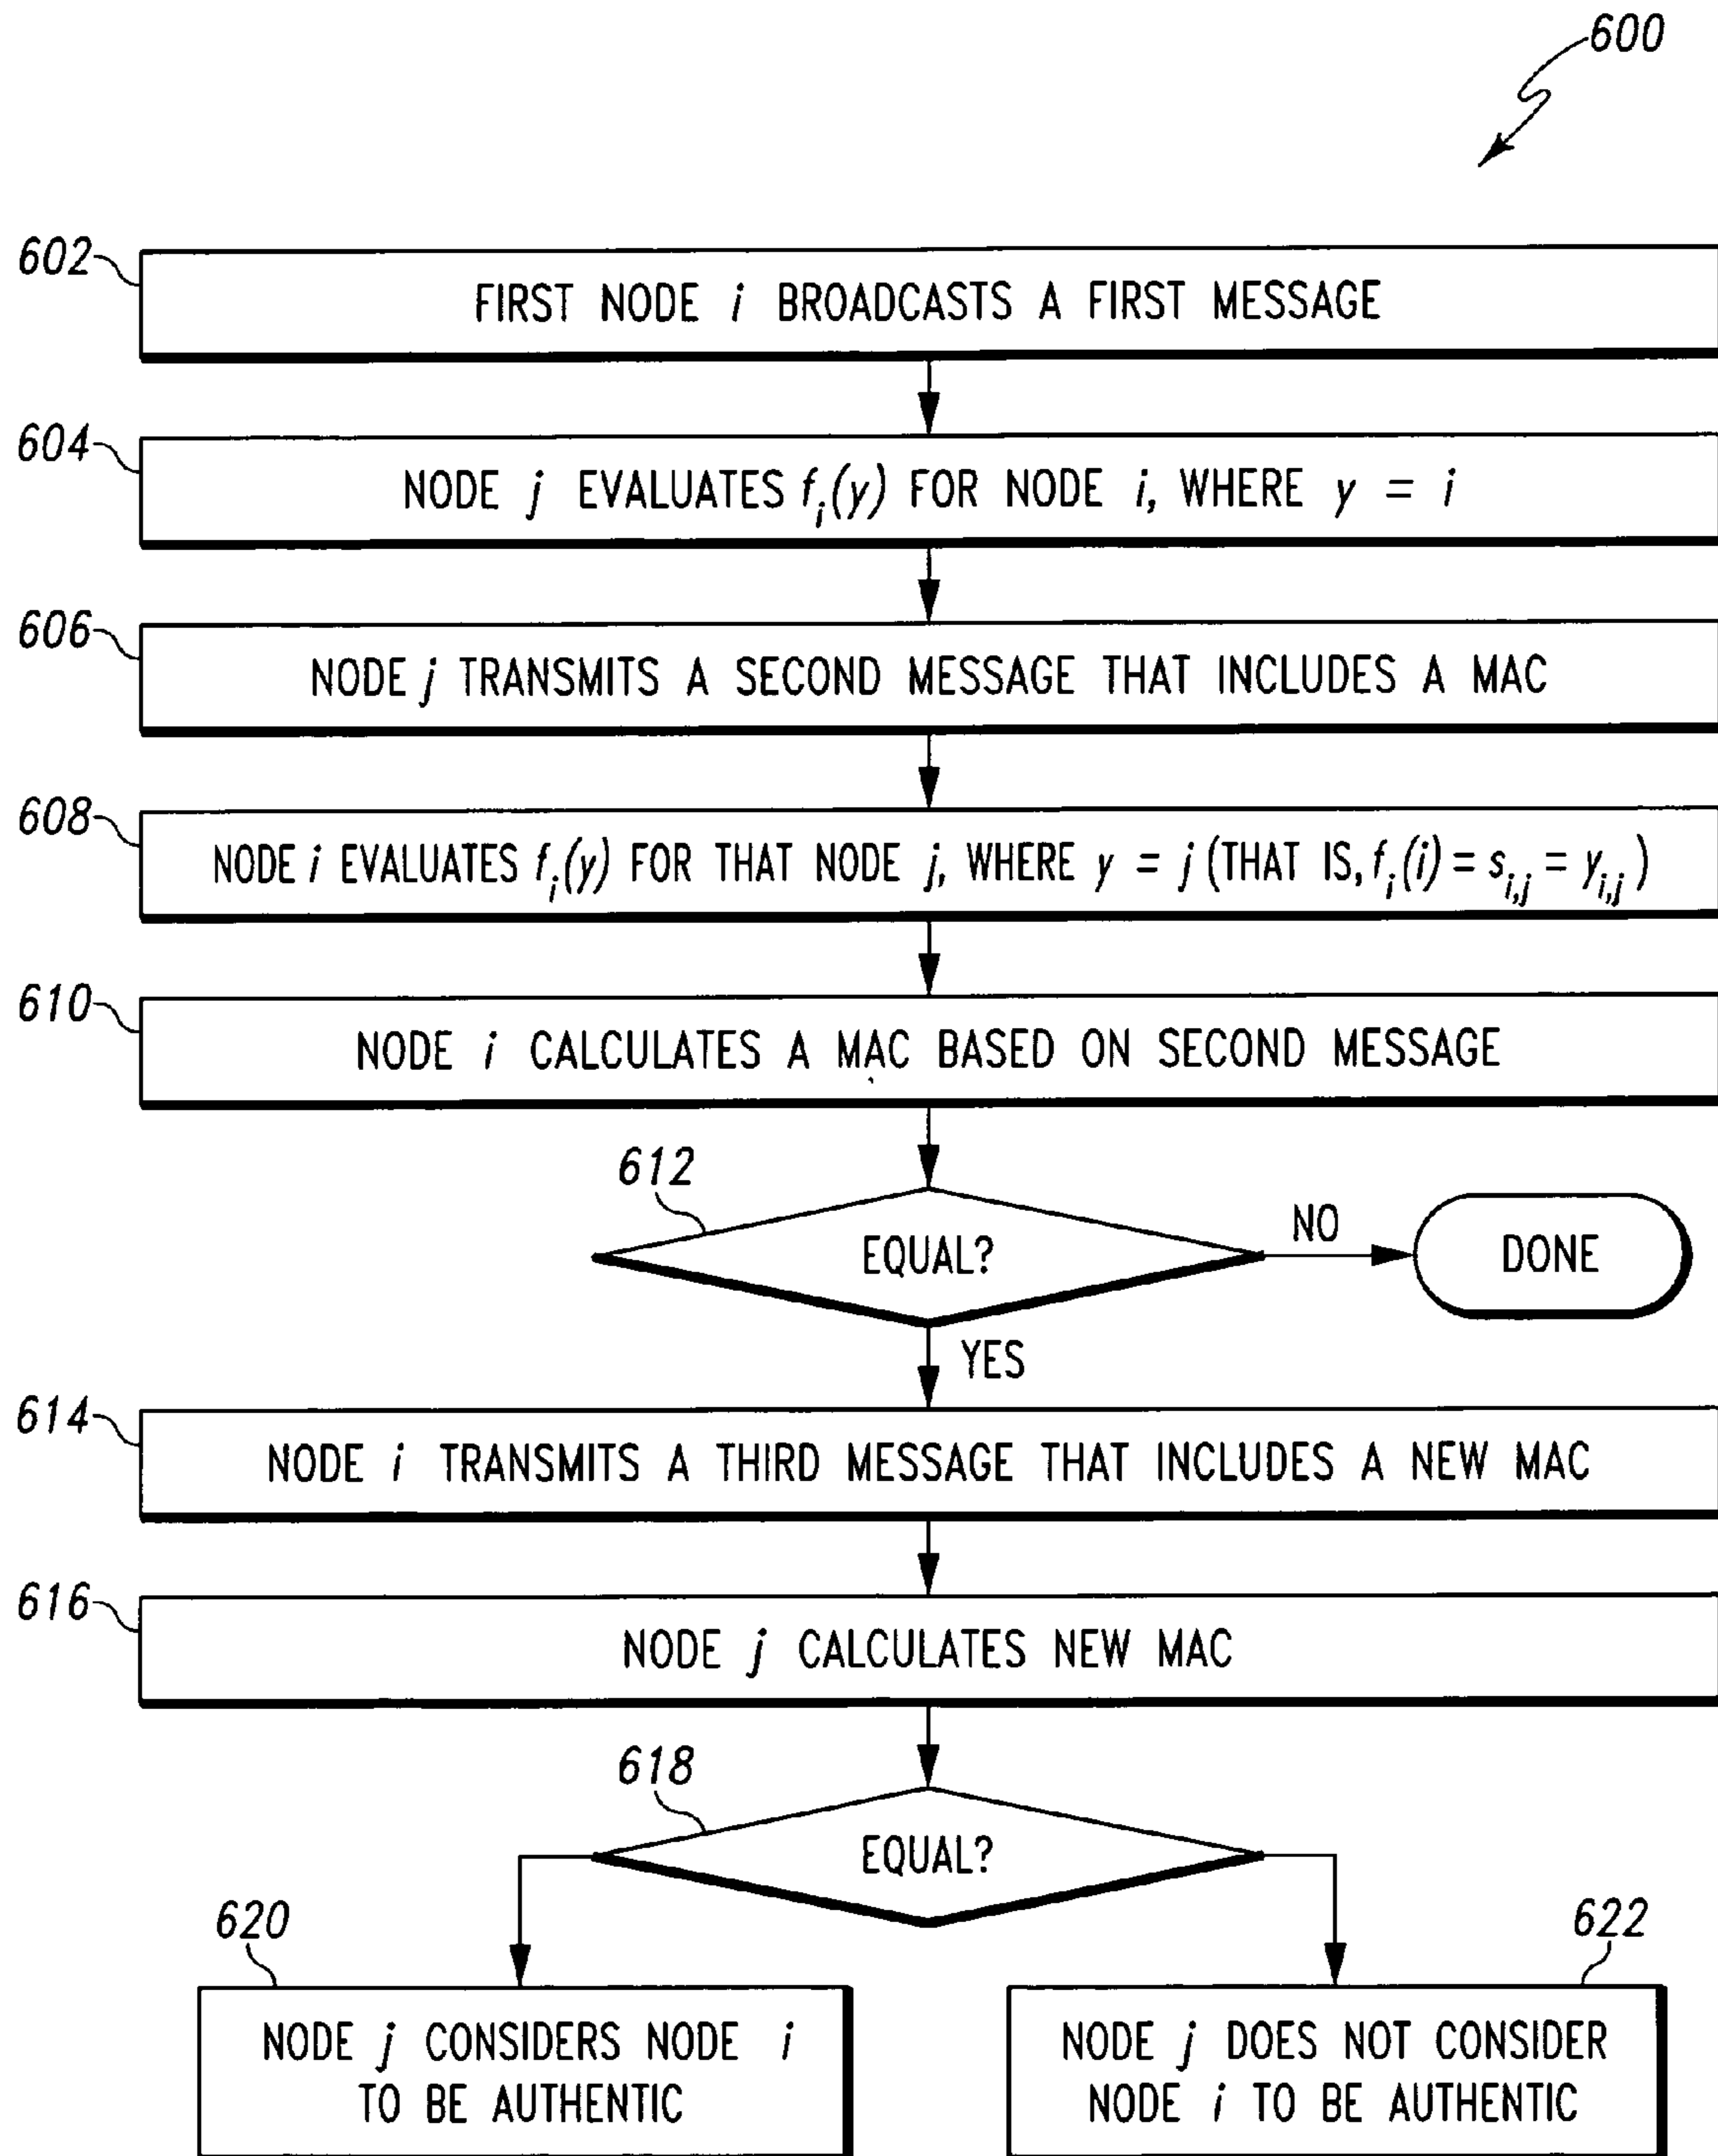 600
602
FIRST NODE i BROADCASTS A FIRST MESSAGE
604
NODE j EVALUATES f_j(y) FOR NODE i, WHERE y = i
606
NODE j TRANSMITS A SECOND MESSAGE THAT INCLUDES A MAC
608
NODE i EVALUATES f_i(y) FOR THAT NODE j, WHERE y = j (THAT IS, f_i(i) = s_i,j = y_i,j)
610
NODE i CALCULATES A MAC BASED ON SECOND MESSAGE
612
EQUAL?
NO
DONE
YES
614
NODE i TRANSMITS A THIRD MESSAGE THAT INCLUDES A NEW MAC
616
NODE j CALCULATES NEW MAC
618
EQUAL?
620
NODE j CONSIDERS NODE i
TO BE AUTHENTIC
622
NODE j DOES NOT CONSIDER
NODE i TO BE AUTHENTIC